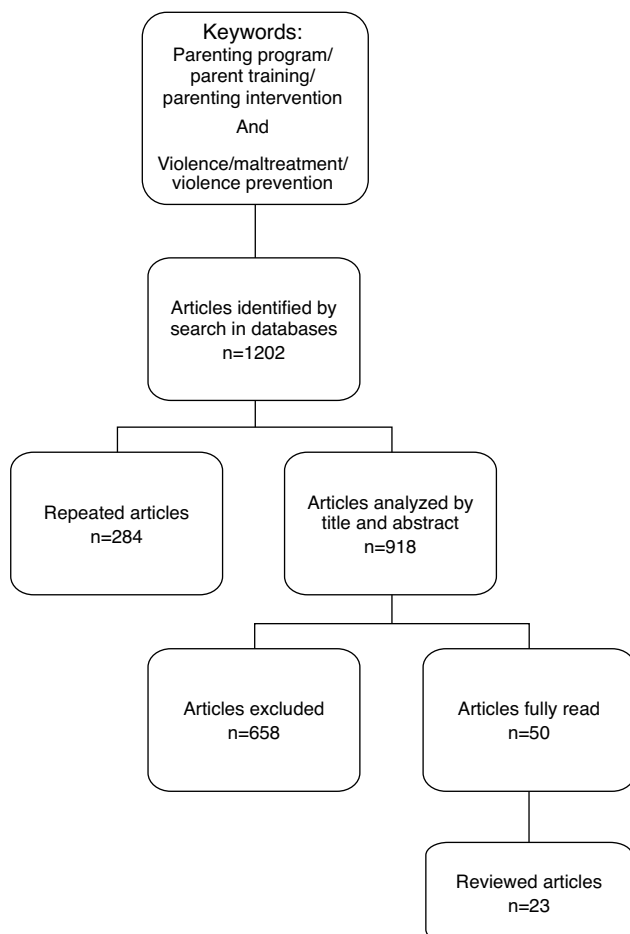 Keywords:
Parenting program/
parent training/
parenting intervention
And
Violence/maltreatment/
violence prevention
Articles identified by
search in databases
n=1202
Repeated articles
n=284
Articles analyzed by
title and abstract
n=918
Articles excluded
n=658
Articles fully read
n=50
Reviewed articles
n=23